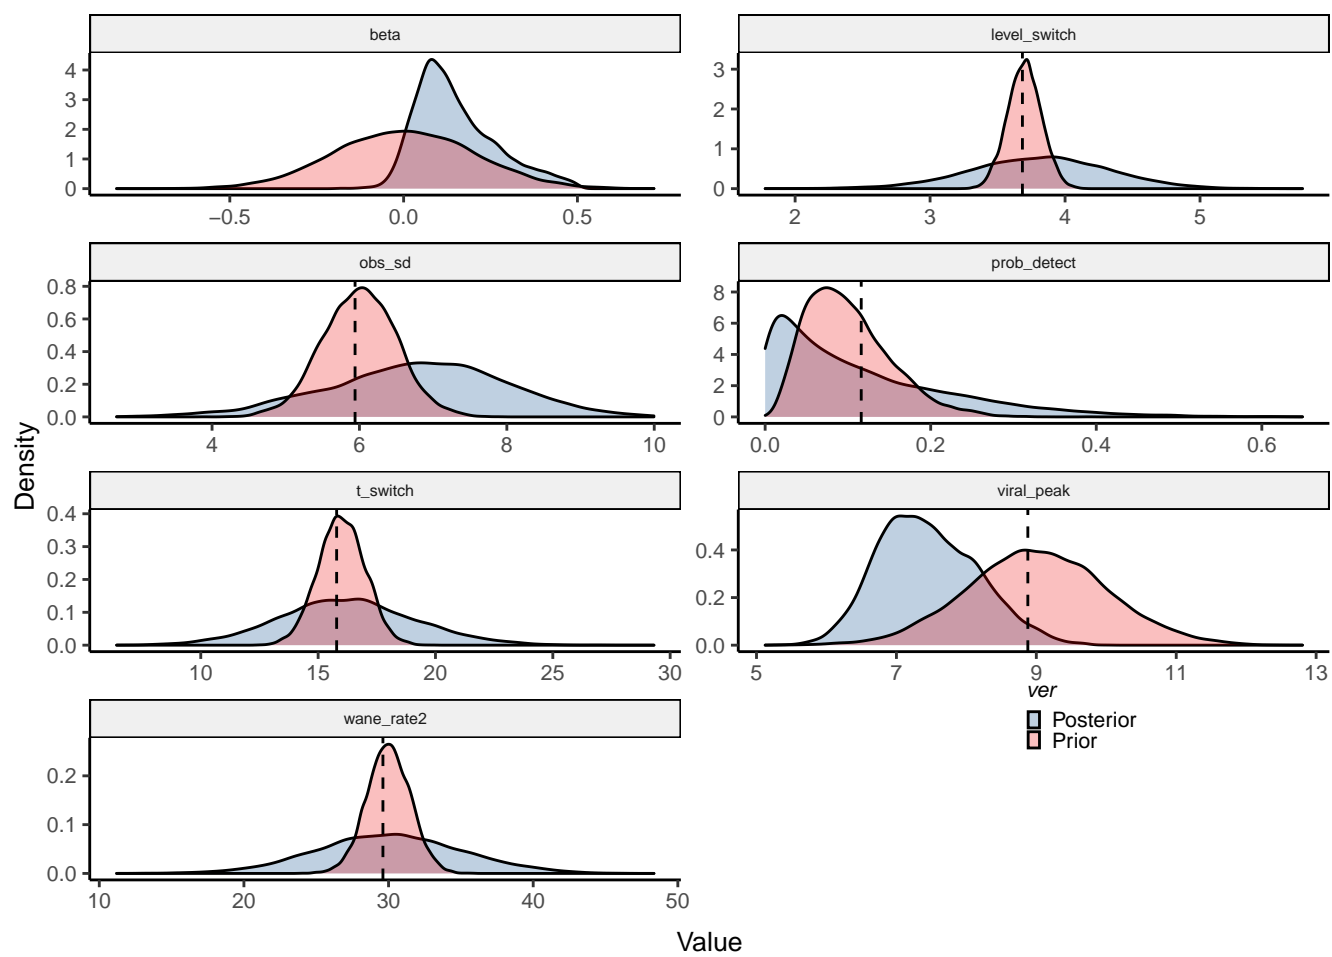 beta
4
3
2
1
0
−0.5 0.0 0.5
level_switch
3
2
1
0
2 3 4 5
obs_sd
0.8
0.6
0.4
0.2
0.0
4 6 8 10
prob_detect
8
6
4
2
0
0.0 0.2 0.4 0.6
t_switch
0.4
0.3
0.2
0.1
0.0
10 15 20 25 30
viral_peak
0.4
0.2
0.0
5 7 9 11 13
wane_rate2
0.2
0.1
0.0
10 20 30 40 50
ver
Posterior
Prior
Density
Value